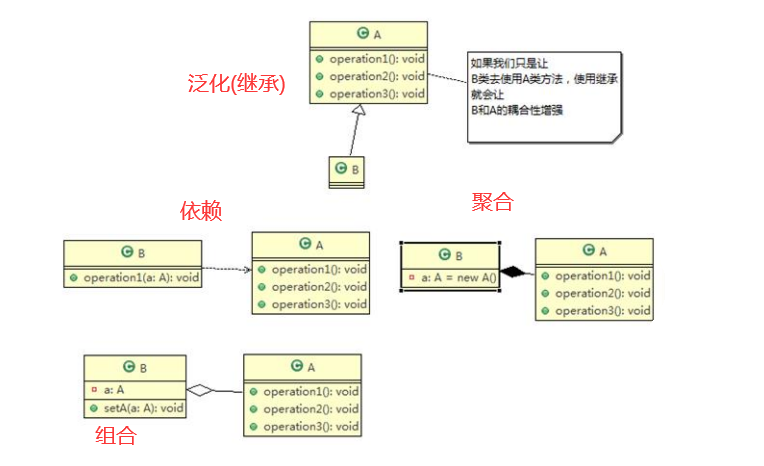 A
operation1(): void
operation2(): void
operation3(): void
泛化(继承)
如果我们只是让
B类去使用A类方法，使用继承
就会让
B和A的耦合性增强
B
依赖
聚合
B
operation1(a: A): void
A
operation1(): void
operation2(): void
operation3(): void
B
a: A = new A()
A
operation1(): void
operation2(): void
operation3(): void
B
a: A
setA(a: A): void
A
operation1(): void
operation2(): void
operation3(): void
组合